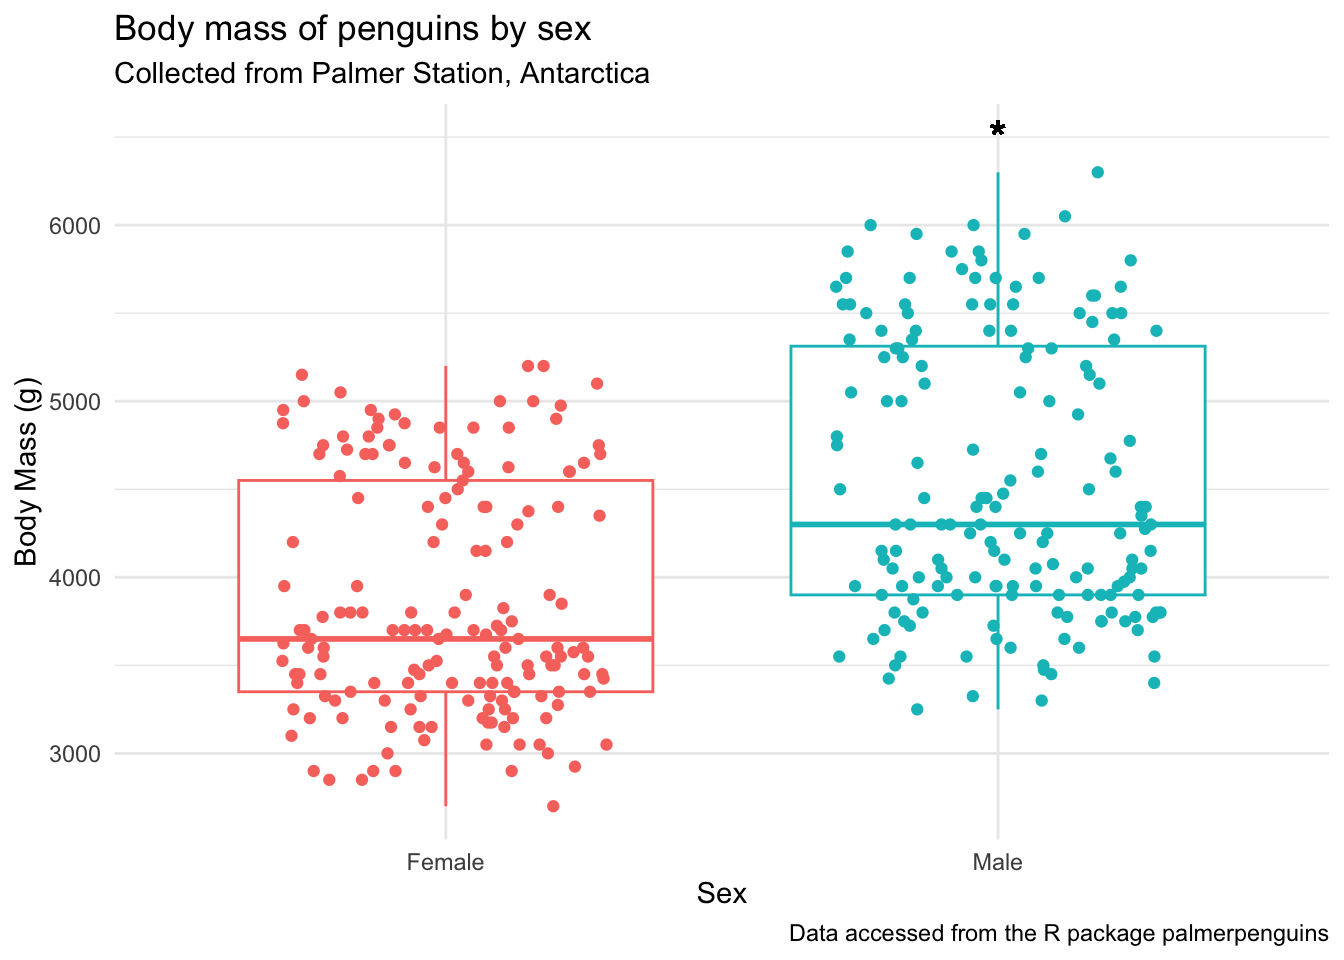 Body mass of penguins by sex
Collected from Palmer Station, Antarctica
*
6000
5000
4000
3000
Body Mass (g)
Female
Male
Sex
Data accessed from the R package palmerpenguins